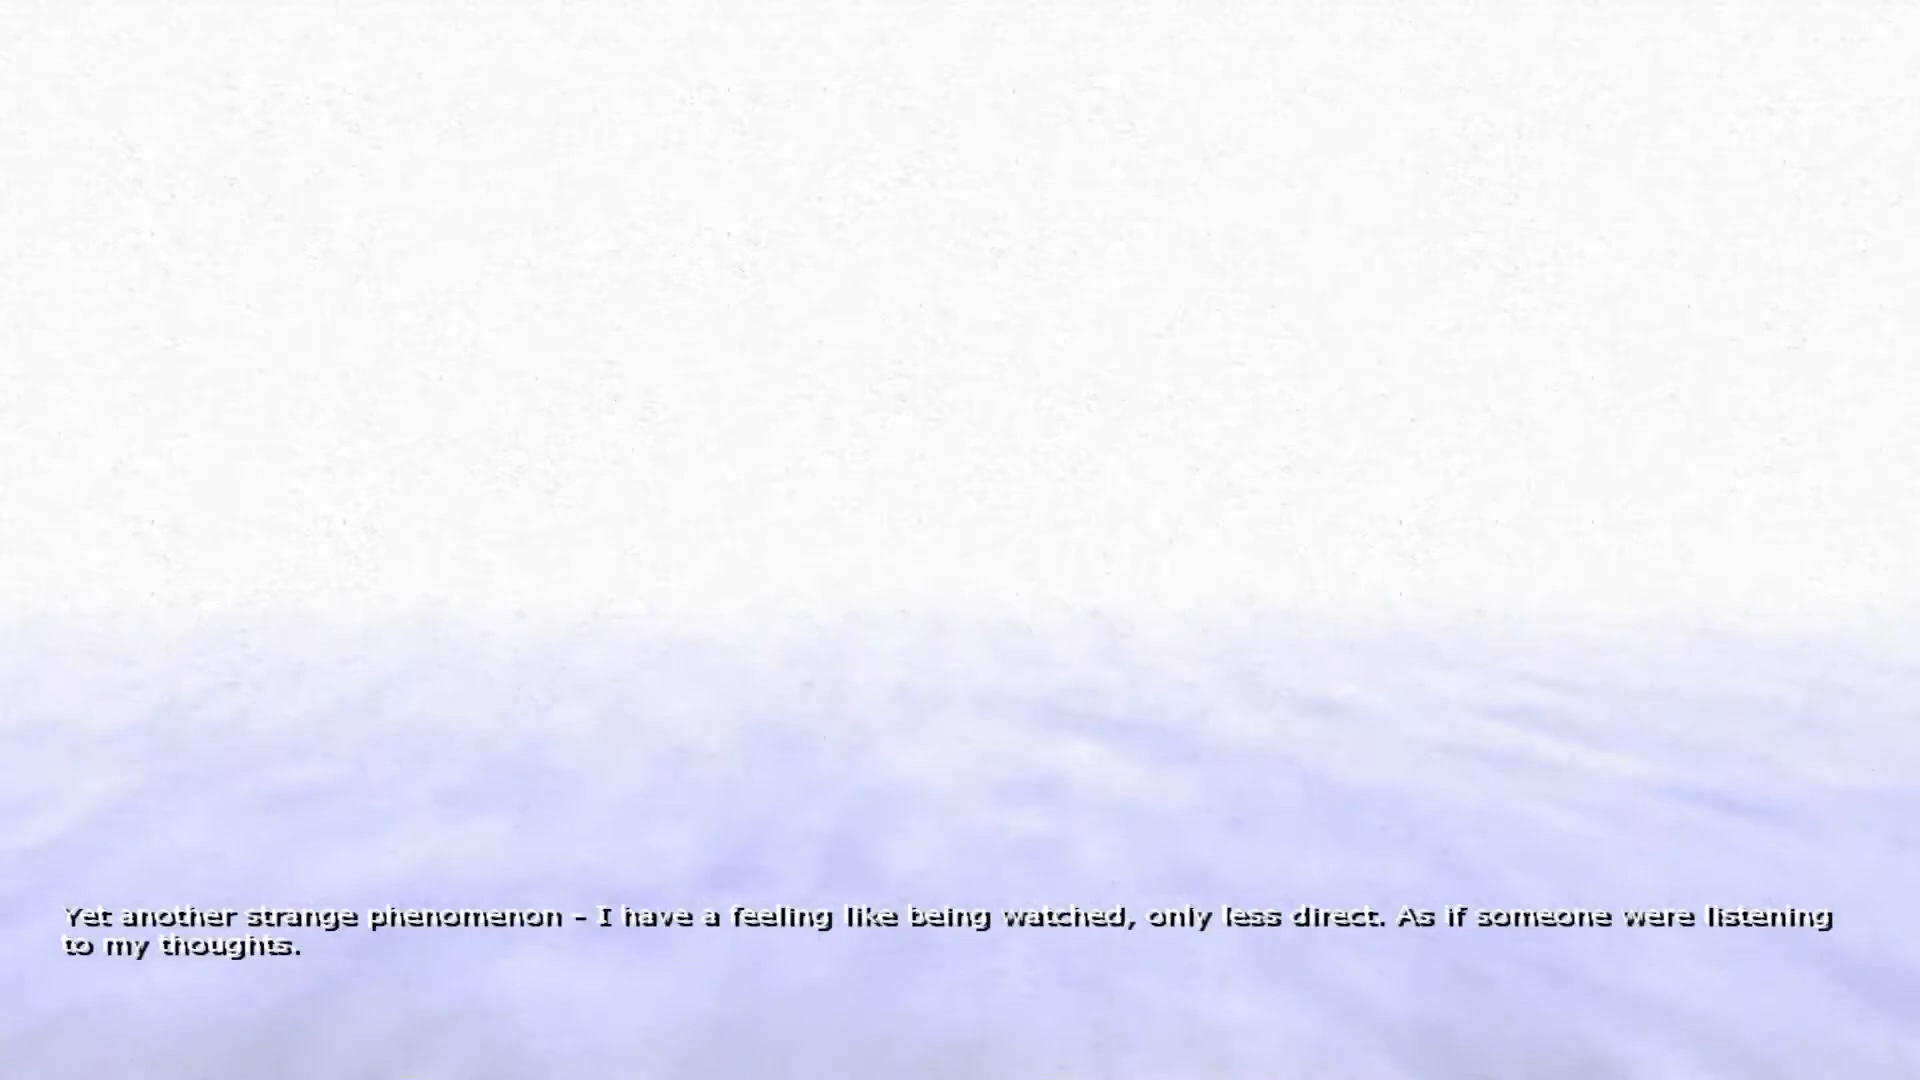 Yet another strange phenomenon - I have a feeling like being watched, only less direct. As if someone were listening
to my thoughts.